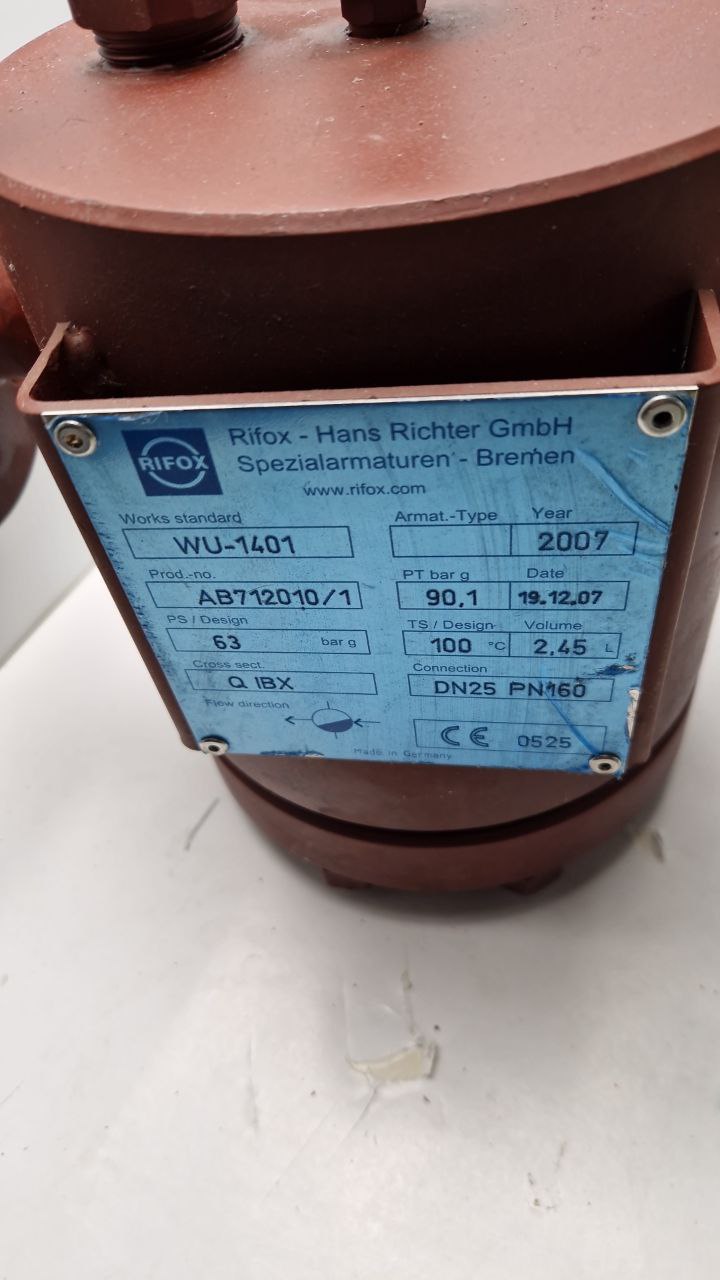 RIFOX
Rifox - Hans Richter GmbH
Spezialarmaturen - Bremen
www.rifox.com
Works standard
WU-1401
Armat.-Type Year
2007
Prod.-no.
AB712010/1
PT bar g Date
90,1 19.12.07
PS / Design
63 bar g
TS / Design Volume
100 °C 2,45 L
Cross sect.
Q IBX
Connection
DN25 PN160
Flow direction
CE 0525
Made in Germany